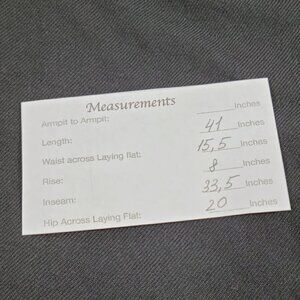 Measurements
Armpit to Armpit: ______ Inches
Length: 41 Inches
Waist across Laying flat: 15,5 Inches
Rise: 8 Inches
Inseam: 33,5 Inches
Hip Across Laying Flat: 20 Inches